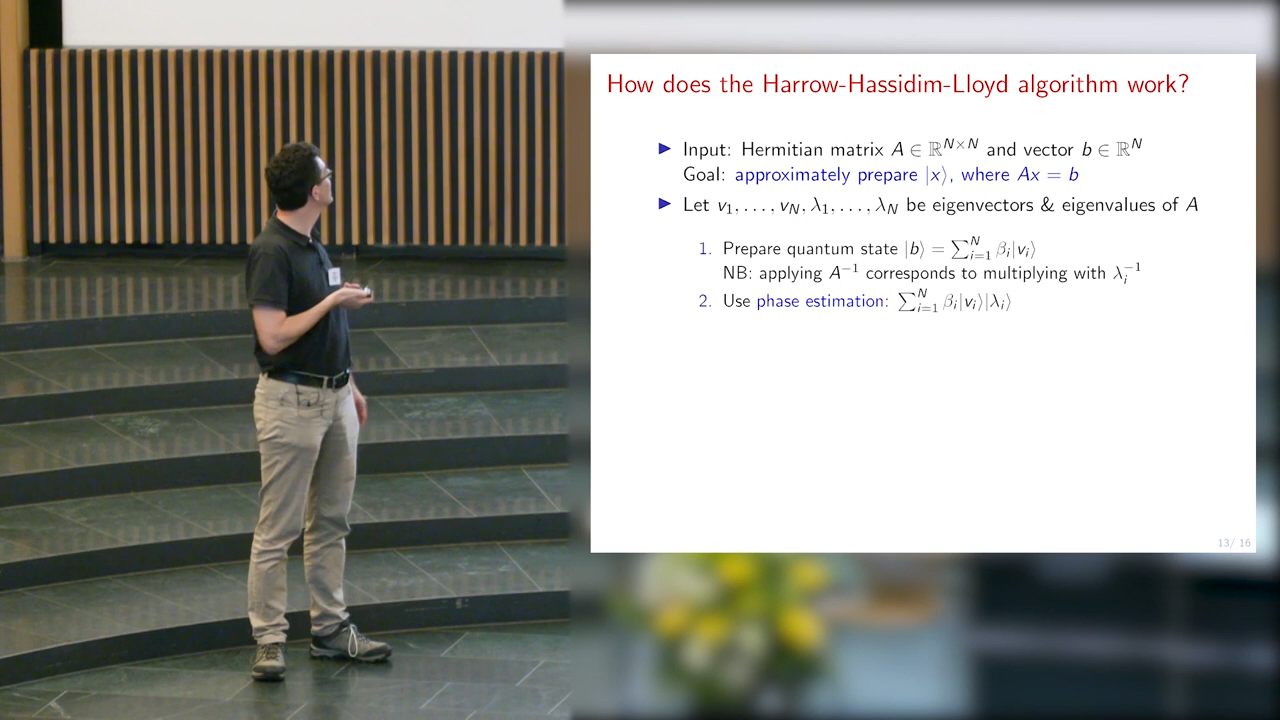 How does the Harrow-Hassidim-Lloyd algorithm work?
▶ Input: Hermitian matrix A ∈ ℝ^{N×N} and vector b ∈ ℝ^N
Goal: approximately prepare |x⟩, where Ax = b
▶ Let v_1, . . . , v_N, λ_1, . . . , λ_N be eigenvectors & eigenvalues of A
1. Prepare quantum state |b⟩ = ∑_{i=1}^N β_i|v_i⟩
NB: applying A^{−1} corresponds to multiplying with λ_i^{−1}
2. Use phase estimation: ∑_{i=1}^N β_i|v_i⟩|λ_i⟩
13/ 16